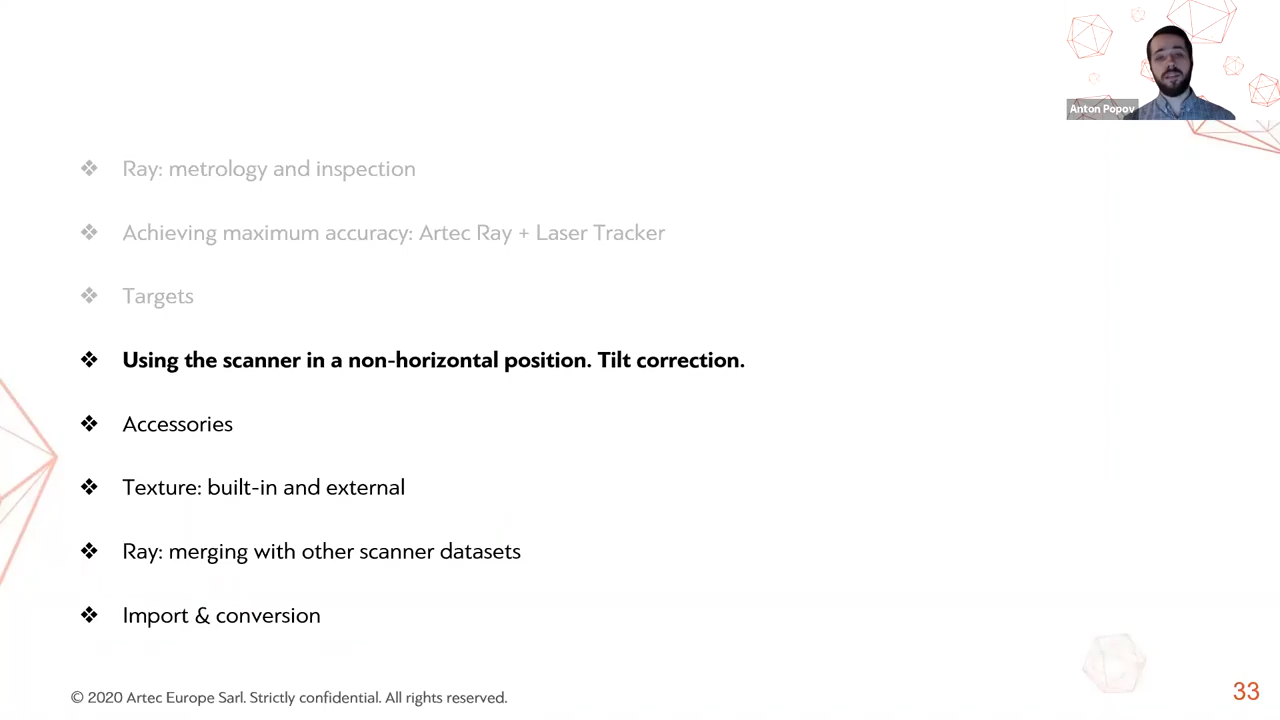 Anton Popov
❖ Ray: metrology and inspection
❖ Achieving maximum accuracy: Artec Ray + Laser Tracker
❖ Targets
❖ Using the scanner in a non-horizontal position. Tilt correction.
❖ Accessories
❖ Texture: built-in and external
❖ Ray: merging with other scanner datasets
❖ Import & conversion
© 2020 Artec Europe Sarl. Strictly confidential. All rights reserved.
33